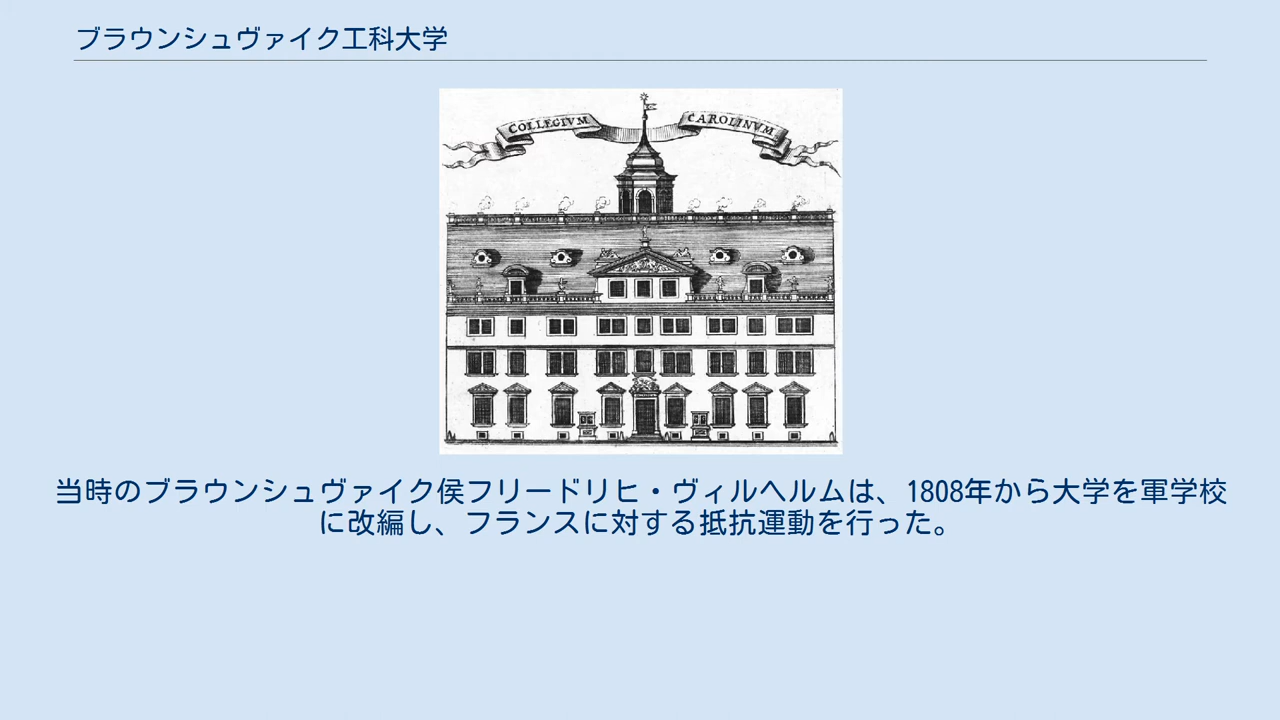 ブラウンシュヴァイク工科大学
COLLEGIVM CAROLINVM
当時のブラウンシュヴァイク侯フリードリヒ・ヴィルヘルムは、1808年から大学を軍学校
に改編し、フランスに対する抵抗運動を行った。